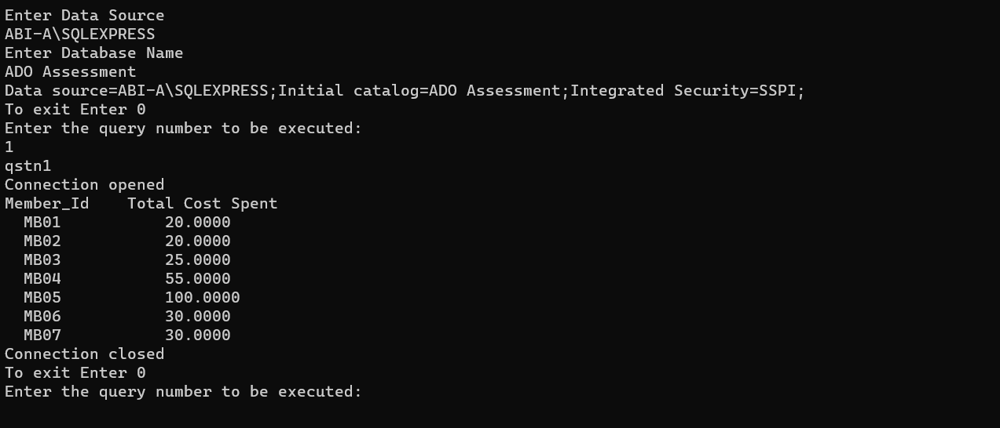 Enter Data Source
ABI-A\SQLEXPRESS
Enter Database Name
ADO Assessment
Data source=ABI-A\SQLEXPRESS;Initial catalog=ADO Assessment;Integrated Security=SSPI;
To exit Enter 0
Enter the query number to be executed:
1
qstn1
Connection opened
Member_Id    Total Cost Spent
  MB01           20.0000
  MB02           20.0000
  MB03           25.0000
  MB04           55.0000
  MB05           100.0000
  MB06           30.0000
  MB07           30.0000
Connection closed
To exit Enter 0
Enter the query number to be executed: